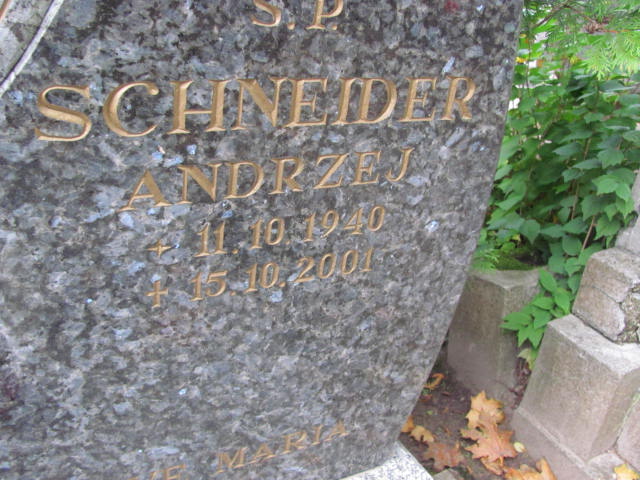 Ś. P.
SCHNEIDER
ANDRZEJ
+ 11.10.1940
+ 15.10.2001
MARIA